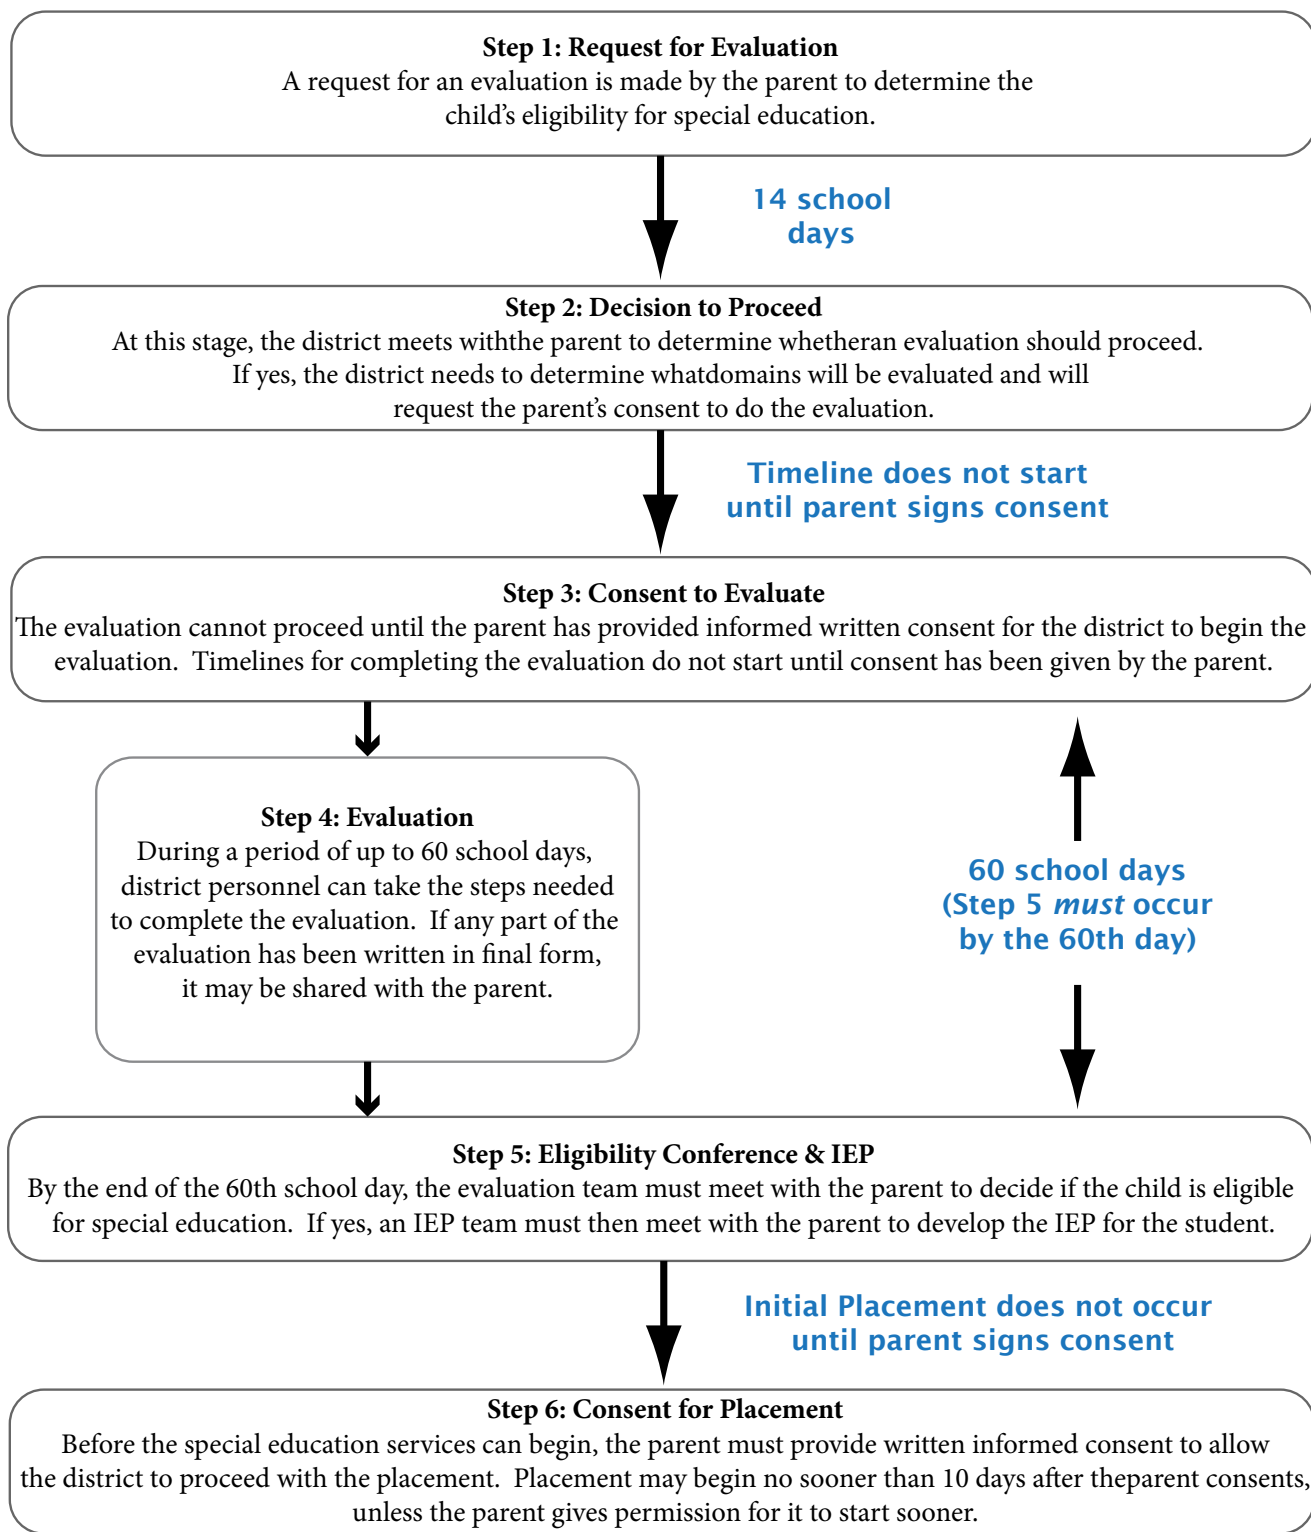 Step 1: Request for Evaluation
A request for an evaluation is made by the parent to determine the
child’s eligibility for special education.
14 school
days
Step 2: Decision to Proceed
At this stage, the district meets withthe parent to determine whetheran evaluation should proceed.
If yes, the district needs to determine whatdomains will be evaluated and will
request the parent’s consent to do the evaluation.
Timeline does not start
until parent signs consent
Step 3: Consent to Evaluate
The evaluation cannot proceed until the parent has provided informed written consent for the district to begin the
evaluation. Timelines for completing the evaluation do not start until consent has been given by the parent.
Step 4: Evaluation
During a period of up to 60 school days,
district personnel can take the steps needed
to complete the evaluation. If any part of the
evaluation has been written in final form,
it may be shared with the parent.
60 school days
(Step 5 must occur
by the 60th day)
Step 5: Eligibility Conference & IEP
By the end of the 60th school day, the evaluation team must meet with the parent to decide if the child is eligible
for special education. If yes, an IEP team must then meet with the parent to develop the IEP for the student.
Initial Placement does not occur
until parent signs consent
Step 6: Consent for Placement
Before the special education services can begin, the parent must provide written informed consent to allow
the district to proceed with the placement. Placement may begin no sooner than 10 days after theparent consents,
unless the parent gives permission for it to start sooner.